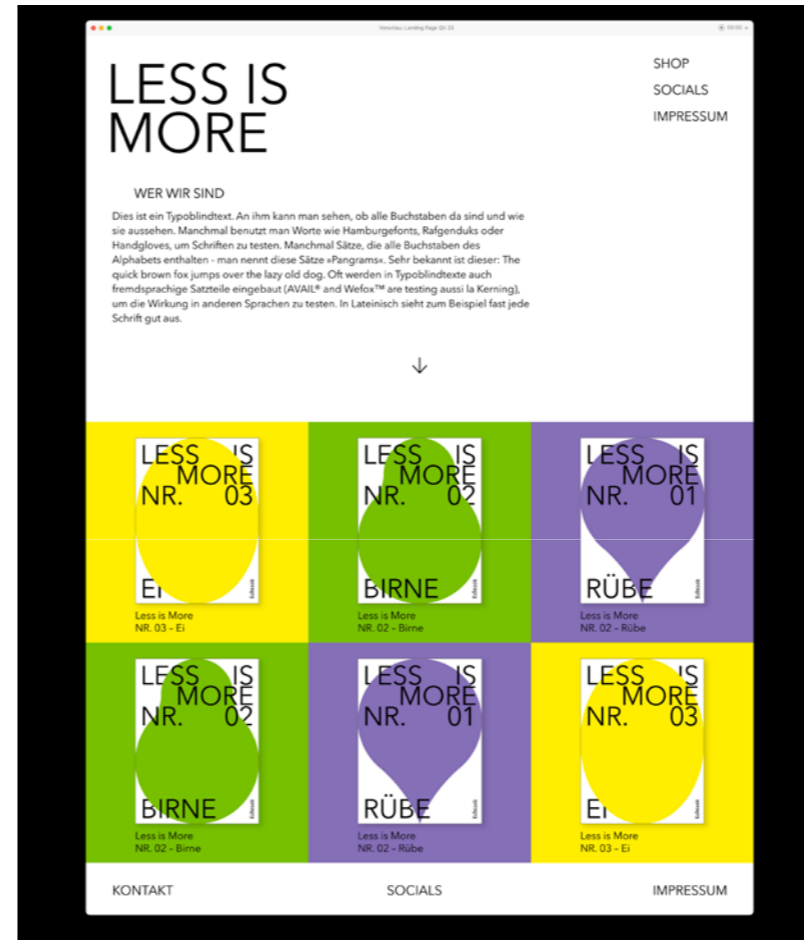 Vorschau: Landing Page QV 23
00:00
LESS IS
MORE
SHOP
SOCIALS
IMPRESSUM
WER WIR SIND
Dies ist ein Typoblindtext. An ihm kann man sehen, ob alle Buchstaben da sind und wie
sie aussehen. Manchmal benutzt man Worte wie Hamburgefonts, Rafgenduks oder
Handgloves, um Schriften zu testen. Manchmal Sätze, die alle Buchstaben des
Alphabets enthalten - man nennt diese Sätze »Pangrams«. Sehr bekannt ist dieser: The
quick brown fox jumps over the lazy old dog. Oft werden in Typoblindtexte auch
fremdsprachige Satzteile eingebaut (AVAIL® and Wefox™ are testing aussi la Kerning),
um die Wirkung in anderen Sprachen zu testen. In Lateinisch sieht zum Beispiel fast jede
Schrift gut aus.
↓
LESS IS
MORE
NR. 03
EI
Less is More
NR. 03 – Ei
LESS IS
MORE
NR. 02
BIRNE
Less is More
NR. 02 – Birne
LESS IS
MORE
NR. 01
RÜBE
Less is More
NR. 02 – Rübe
LESS IS
MORE
NR. 02
BIRNE
Less is More
NR. 02 – Birne
LESS IS
MORE
NR. 01
RÜBE
Less is More
NR. 02 – Rübe
LESS IS
MORE
NR. 03
EI
Less is More
NR. 03 – Ei
KONTAKT
SOCIALS
IMPRESSUM